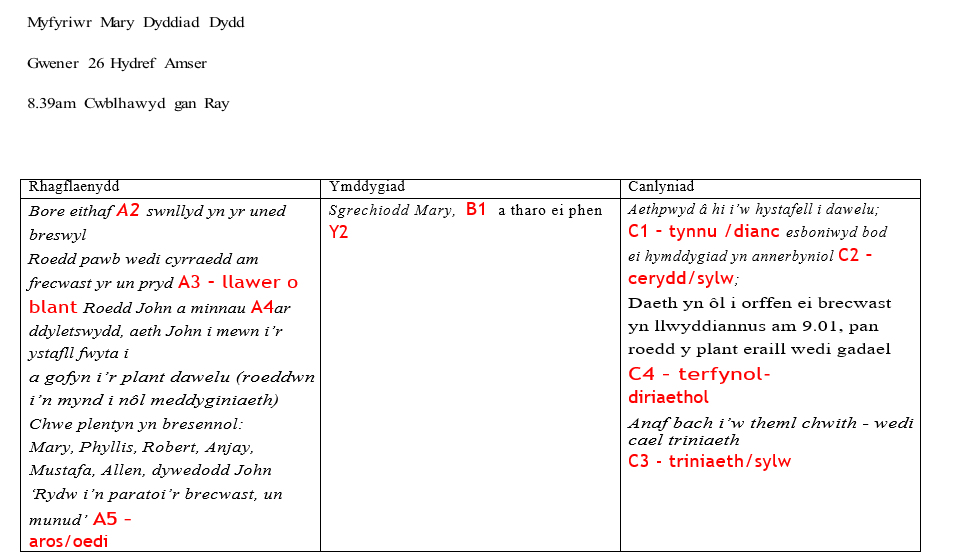 Myfyriwr Mary Dyddiad Dydd
Gwener 26 Hydref Amser
8.39am Cwblhawyd gan Ray
Rhagflaenydd
Bore eithaf A2 swnllyd yn yr uned
breswyl
Roedd pawb wedi cyrraedd am
frecwast yr un pryd A3 – llawer o
blant Roedd John a minnau A4ar
ddyletswydd, aeth John i mewn i’r
ystafll fwyta i
a gofyn i’r plant dawelu (roeddwn
i’n mynd i nôl meddyginiaeth)
Chwe plentyn yn bresennol:
Mary, Phyllis, Robert, Anjay,
Mustafa, Allen, dywedodd John
‘Rydw i’n paratoi’r brecwast, un
munud’ A5 –
aros/oedi
Ymddygiad
Sgrechiodd Mary, B1 a tharo ei phen
Y2
Canlyniad
Aethpwyd â hi i’w hystafell i dawelu;
C1 – tynnu /dianc esboniwyd bod
ei hymddygiad yn annerbyniol C2 –
cerydd/sylw;
Daeth yn ôl i orffen ei brecwast
yn llwyddiannus am 9.01, pan
roedd y plant eraill wedi gadael
C4 – terfynol-
diriaethol
Anaf bach i’w theml chwith – wedi
cael triniaeth
C3 - triniaeth/sylw